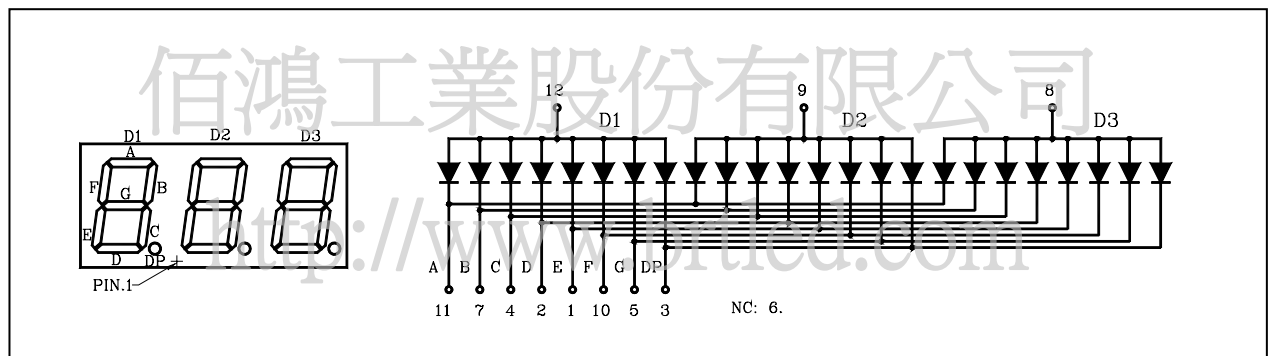 佰鴻工業股份有限公司
12 9 8
D1 D2 D3
D1 D2 D3
A
F G B
E C
D DP
PIN.1
http://www.brtled.com
A B C D E F G DP
11 7 4 2 1 10 5 3
NC: 6.